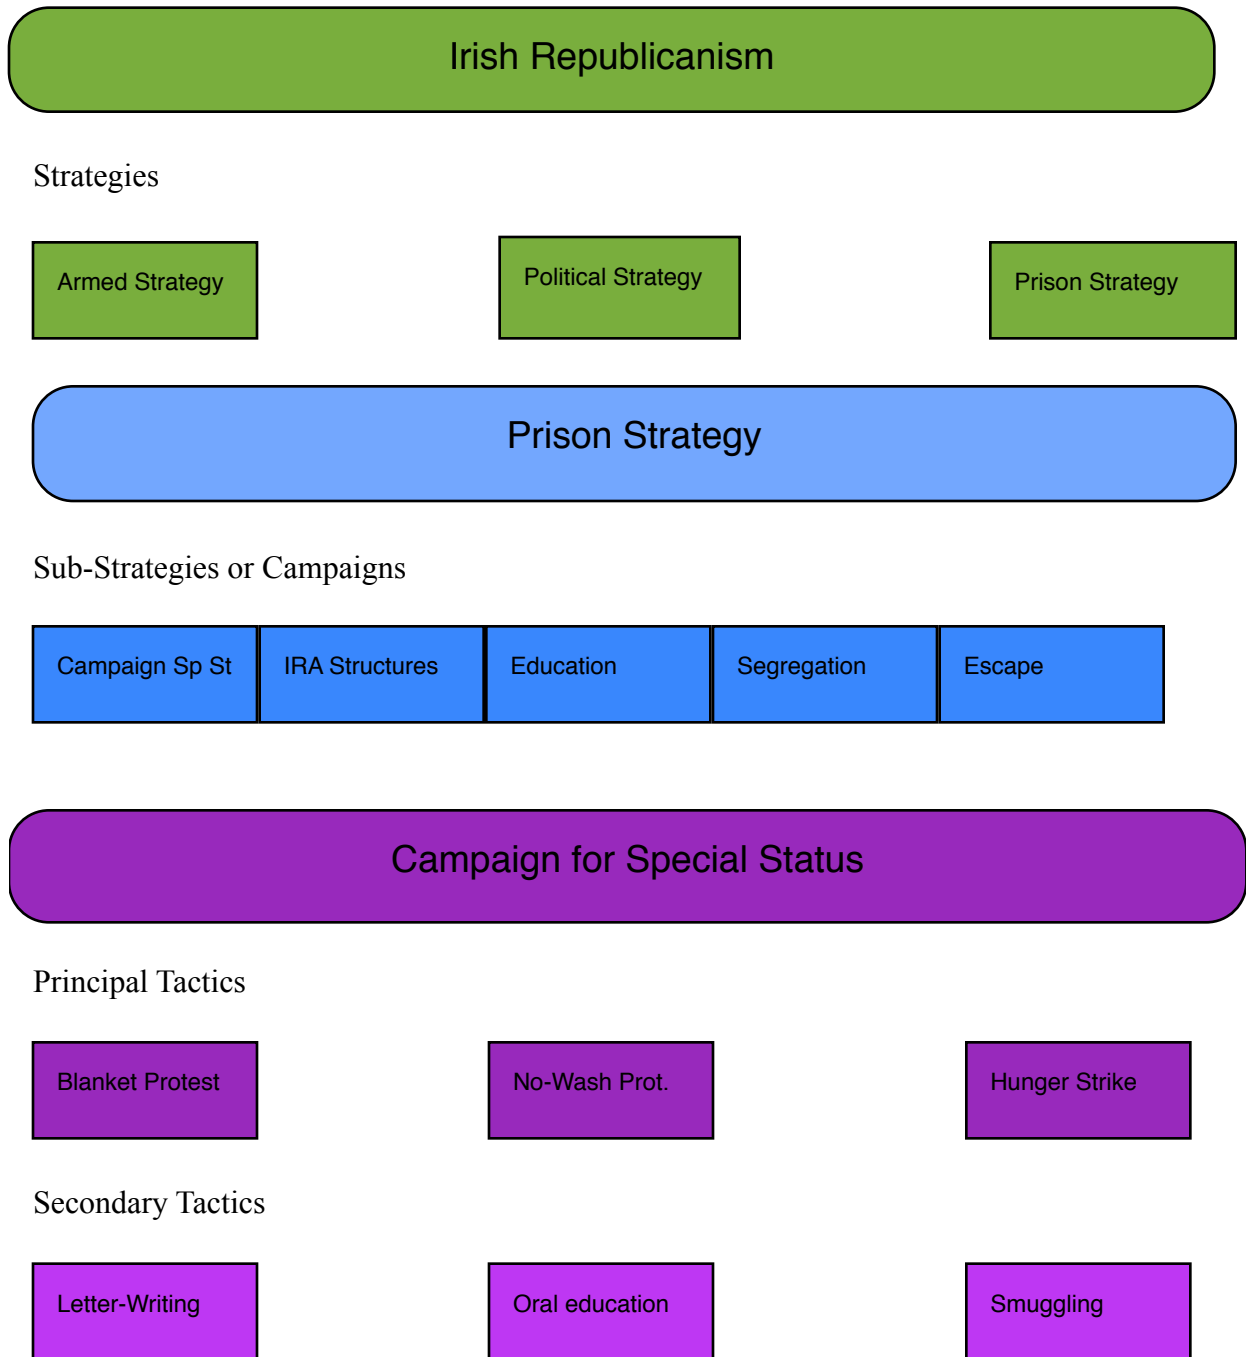 Irish Republicanism
Strategies
Armed Strategy
Political Strategy
Prison Strategy
Prison Strategy
Sub-Strategies or Campaigns
Campaign Sp St
IRA Structures
Education
Segregation
Escape
Campaign for Special Status
Principal Tactics
Blanket Protest
No-Wash Prot.
Hunger Strike
Secondary Tactics
Letter-Writing
Oral education
Smuggling